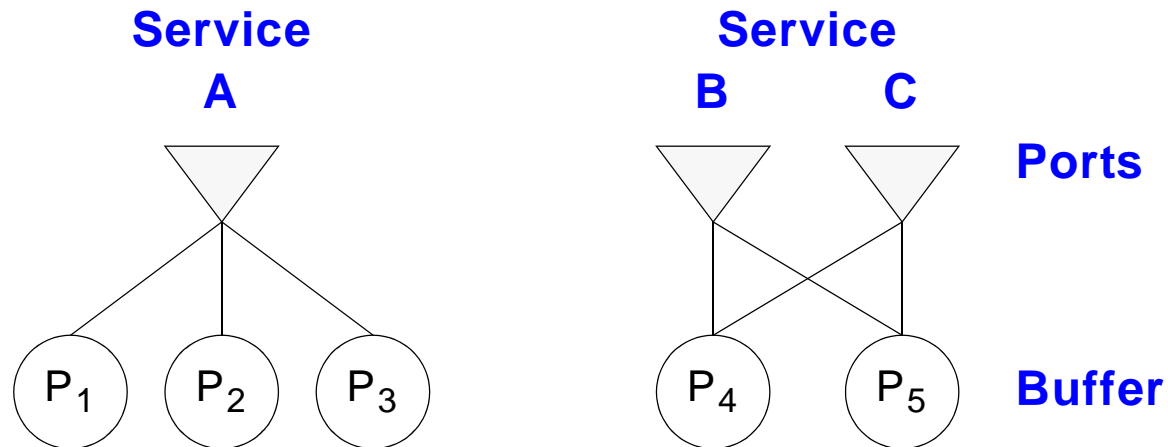 Service
Service
A
B
C
Ports
P1
P2
P3
P4
P5
Buffer